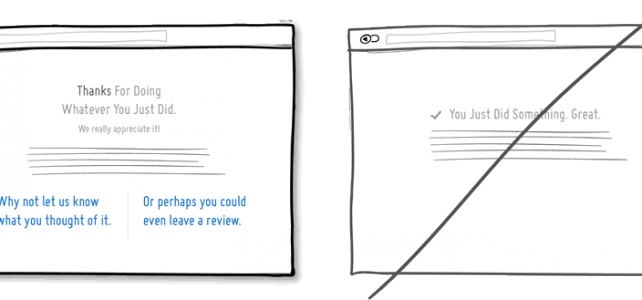 Thanks For Doing
Whatever You Just Did.
We really appreciate it!
Why not let us know
what you thought of it.
Or perhaps you could
even leave a review.
You Just Did Something. Great.